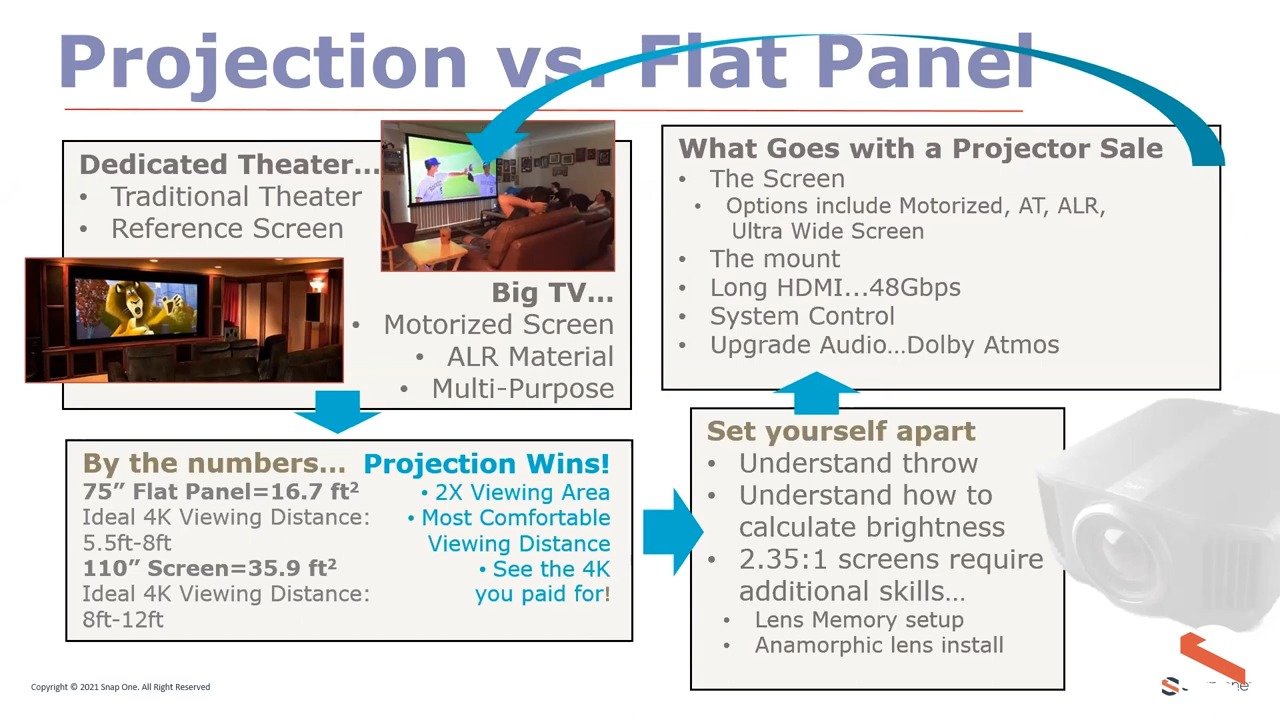 Projection vs. Flat Panel
Dedicated Theater...
• Traditional Theater
• Reference Screen
Big TV...
• Motorized Screen
• ALR Material
• Multi-Purpose
By the numbers...
75” Flat Panel=16.7 ft²
Ideal 4K Viewing Distance:
5.5ft-8ft
110” Screen=35.9 ft²
Ideal 4K Viewing Distance:
8ft-12ft
Projection Wins!
• 2X Viewing Area
• Most Comfortable
Viewing Distance
• See the 4K
you paid for!
Set yourself apart
• Understand throw
• Understand how to
calculate brightness
• 2.35:1 screens require
additional skills…
• Lens Memory setup
• Anamorphic lens install
What Goes with a Projector Sale
• The Screen
• Options include Motorized, AT, ALR,
Ultra Wide Screen
• The mount
• Long HDMI...48Gbps
• System Control
• Upgrade Audio…Dolby Atmos
Copyright © 2021 Snap One. All Right Reserved